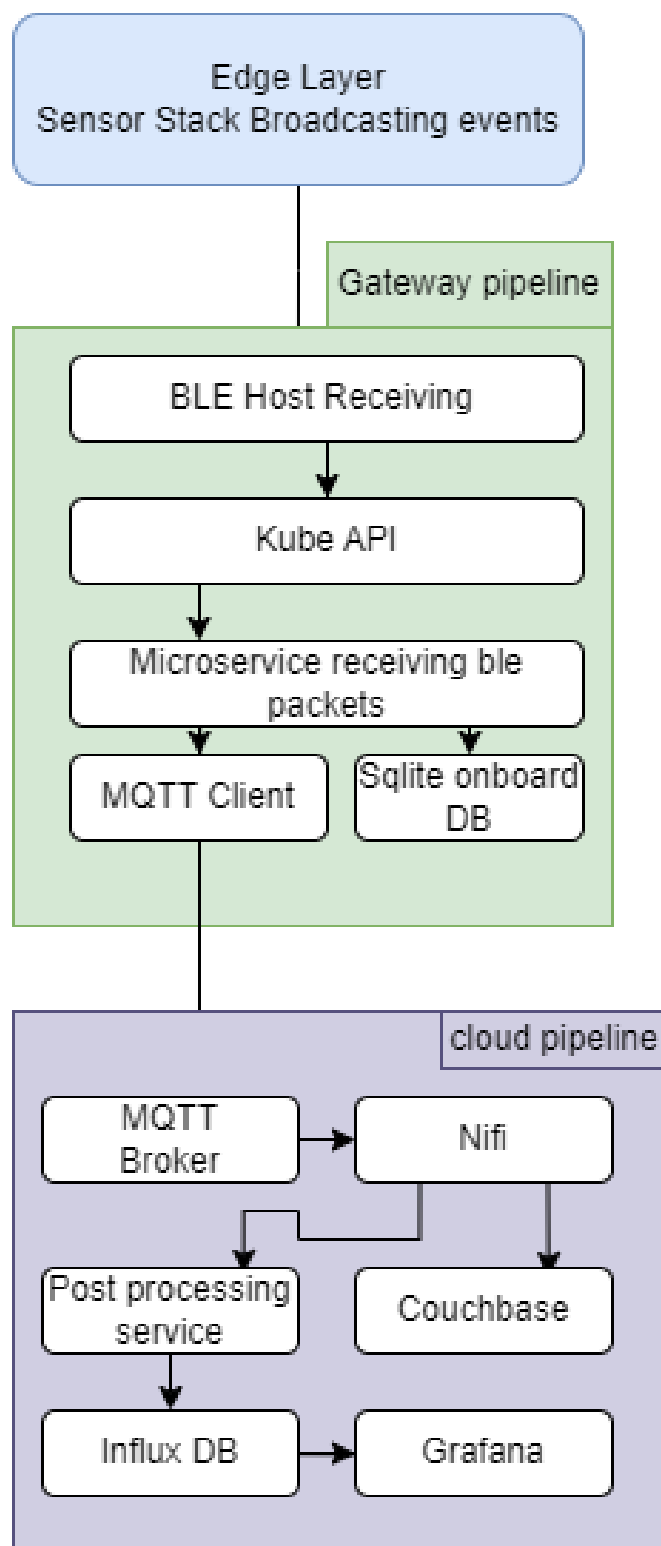 Edge Layer
Sensor Stack Broadcasting events
Gateway pipeline
BLE Host Receiving
Kube API
Microservice receiving ble
packets
MQTT Client
Sqlite onboard
DB
cloud pipeline
MQTT
Broker
Nifi
Post processing
service
Couchbase
Influx DB
Grafana